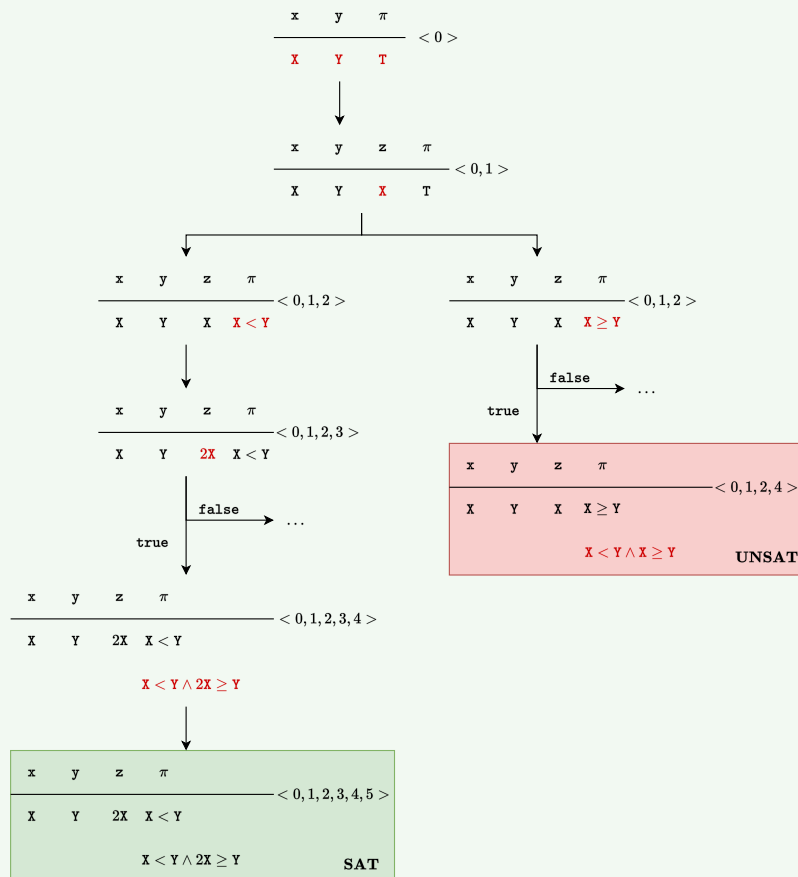 x y π
< 0 >
X Y T
x y z π
< 0, 1 >
X Y X T
x y z π
< 0, 1, 2 >
X Y X X < Y
x y z π
< 0, 1, 2 >
X Y X X ≥ Y
false ...
true
x y z π
< 0, 1, 2, 3 >
X Y 2X X < Y
false ...
true
x y z π
< 0, 1, 2, 4 >
X Y X X ≥ Y
X < Y ∧ X ≥ Y
UNSAT
x y z π
< 0, 1, 2, 3, 4 >
X Y 2X X < Y
X < Y ∧ 2X ≥ Y
x y z π
< 0, 1, 2, 3, 4, 5 >
X Y 2X X < Y
X < Y ∧ 2X ≥ Y
SAT